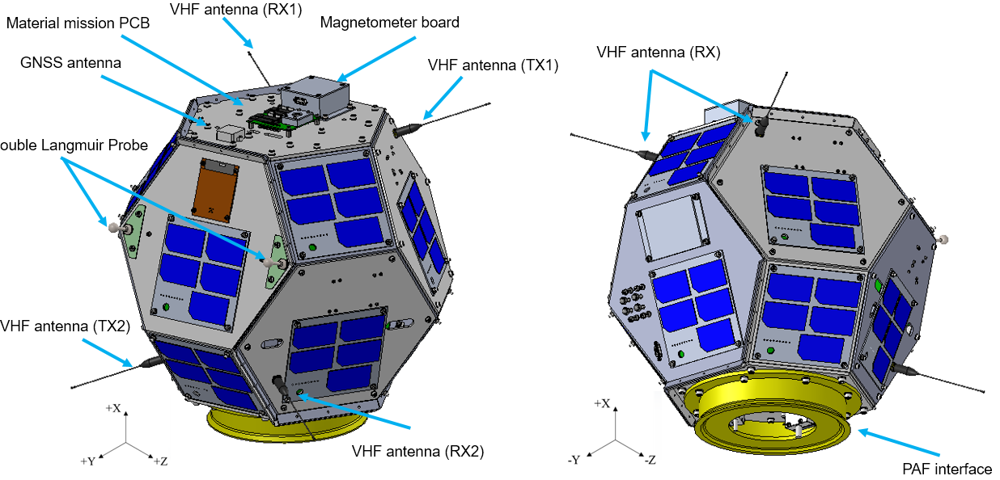 VHF antenna (RX1)
Material mission PCB
Magnetometer board
GNSS antenna
VHF antenna (TX1)
VHF antenna (RX)
ouble Langmuir Probe
VHF antenna (TX2)
VHF antenna (RX2)
PAF interface
+X
+Y
+Z
+X
-Y
-Z